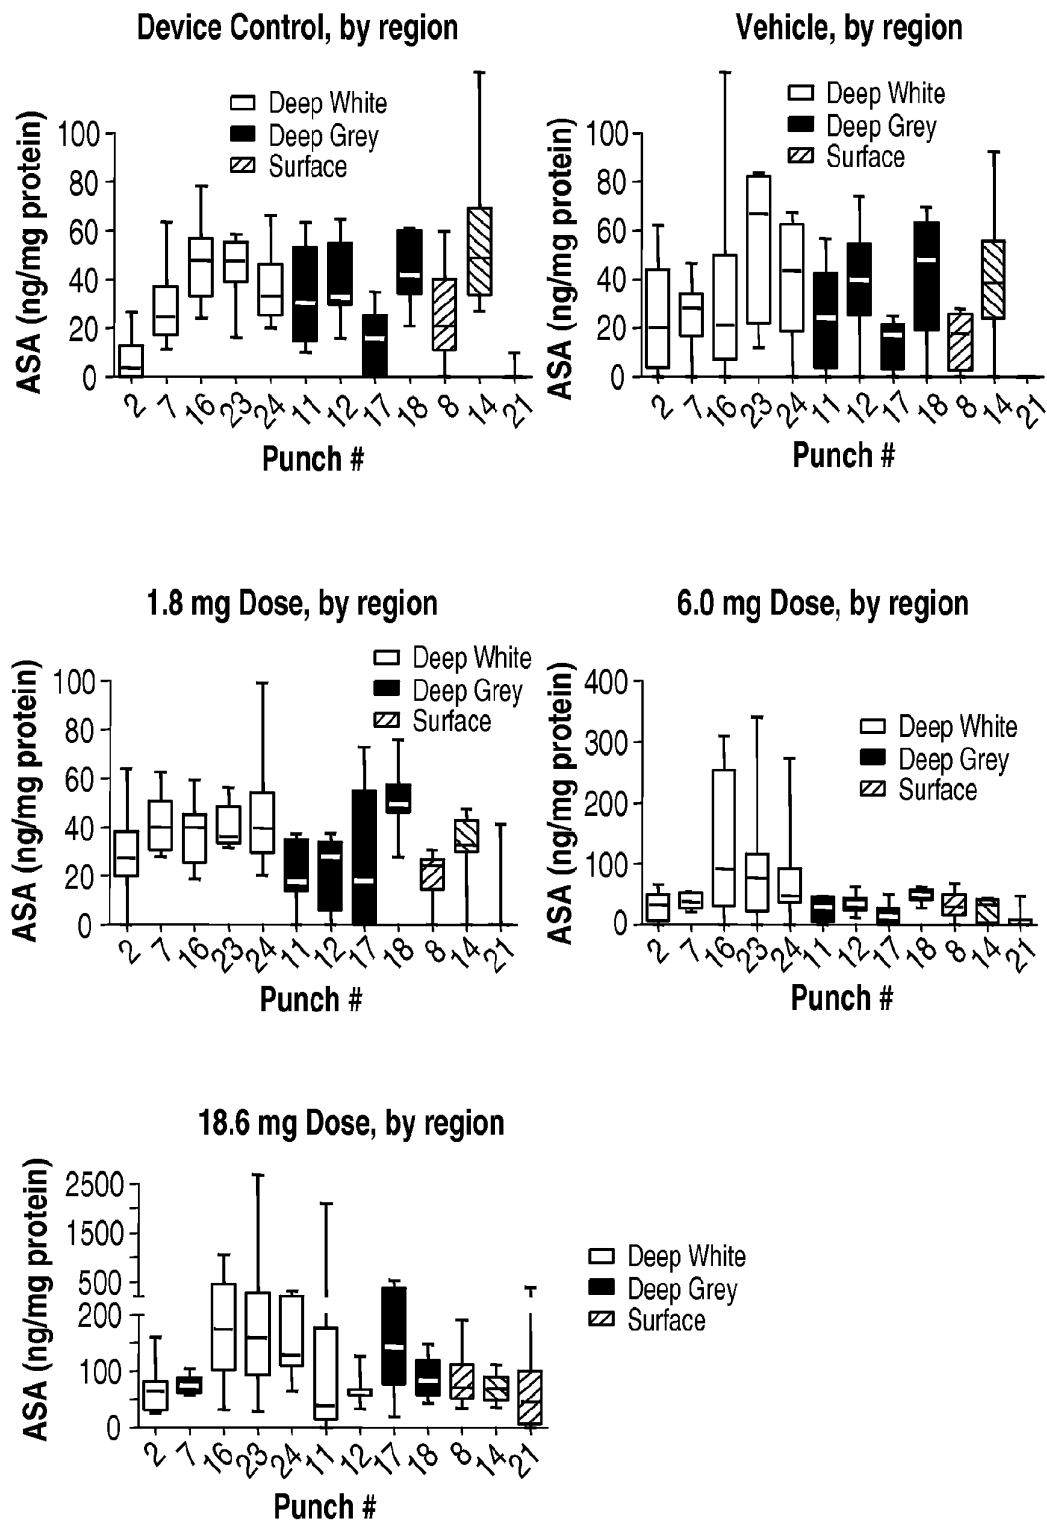 Device Control, by region
Deep White
Deep Grey
Surface
ASA (ng/mg protein)
100
80
60
40
20
0
2 7 16 23 24 11 12 17 18 8 14 21
Punch #
Vehicle, by region
Deep White
Deep Grey
Surface
ASA (ng/mg protein)
100
80
60
40
20
0
2 7 16 23 24 11 12 17 18 8 14 21
Punch #
1.8 mg Dose, by region
Deep White
Deep Grey
Surface
ASA (ng/mg protein)
100
80
60
40
20
0
2 7 16 23 24 11 12 17 18 8 14 21
Punch #
6.0 mg Dose, by region
Deep White
Deep Grey
Surface
ASA (ng/mg protein)
400
300
200
100
0
2 7 16 23 24 11 12 17 18 8 14 21
Punch #
18.6 mg Dose, by region
ASA (ng/mg protein)
2500
1500
500
200
100
0
2 7 16 23 24 11 12 17 18 8 14 21
Punch #
Deep White
Deep Grey
Surface